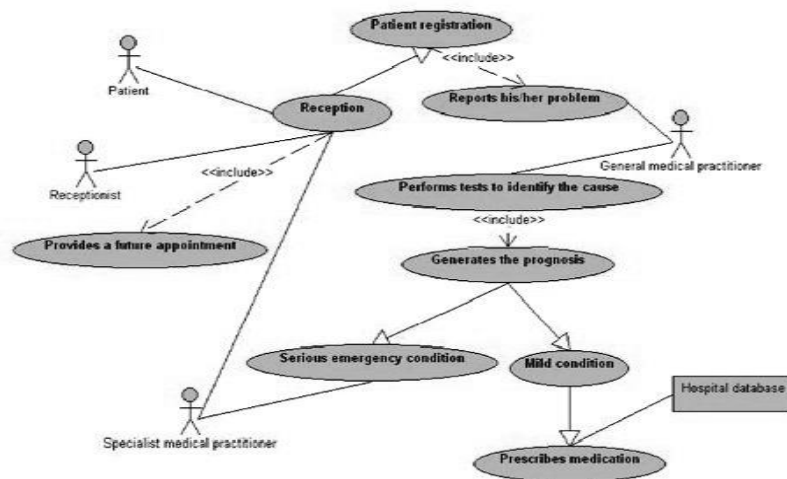 Patient registration
<<include>>
Patient
Reports his/her problem
Reception
General medical practitioner
<<include>>
Receptionist
Performs tests to identify the cause
<<include>>
Provides a future appointment
Generates the prognosis
Serious emergency condition
Mild condition
Hospital database
Specialist medical practitioner
Prescribes medication